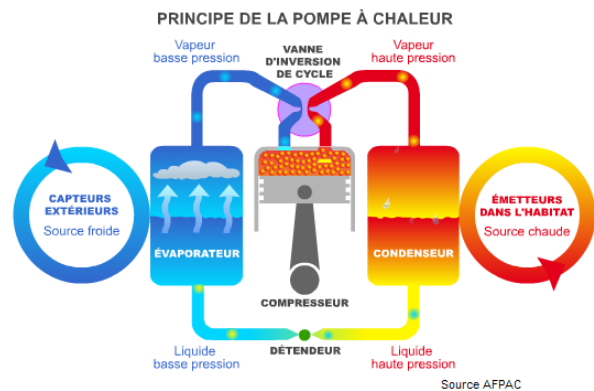 PRINCIPE DE LA POMPE À CHALEUR
Vapeur
basse pression
VANNE
D'INVERSION
DE CYCLE
Vapeur
haute pression
CAPTEURS
EXTÉRIEURS
Source froide
ÉVAPORATEUR
COMPRESSEUR
CONDENSEUR
ÉMETTEURS
DANS L'HABITAT
Source chaude
Liquide
basse pression
DÉTENDEUR
Liquide
haute pression
Source AFPAC